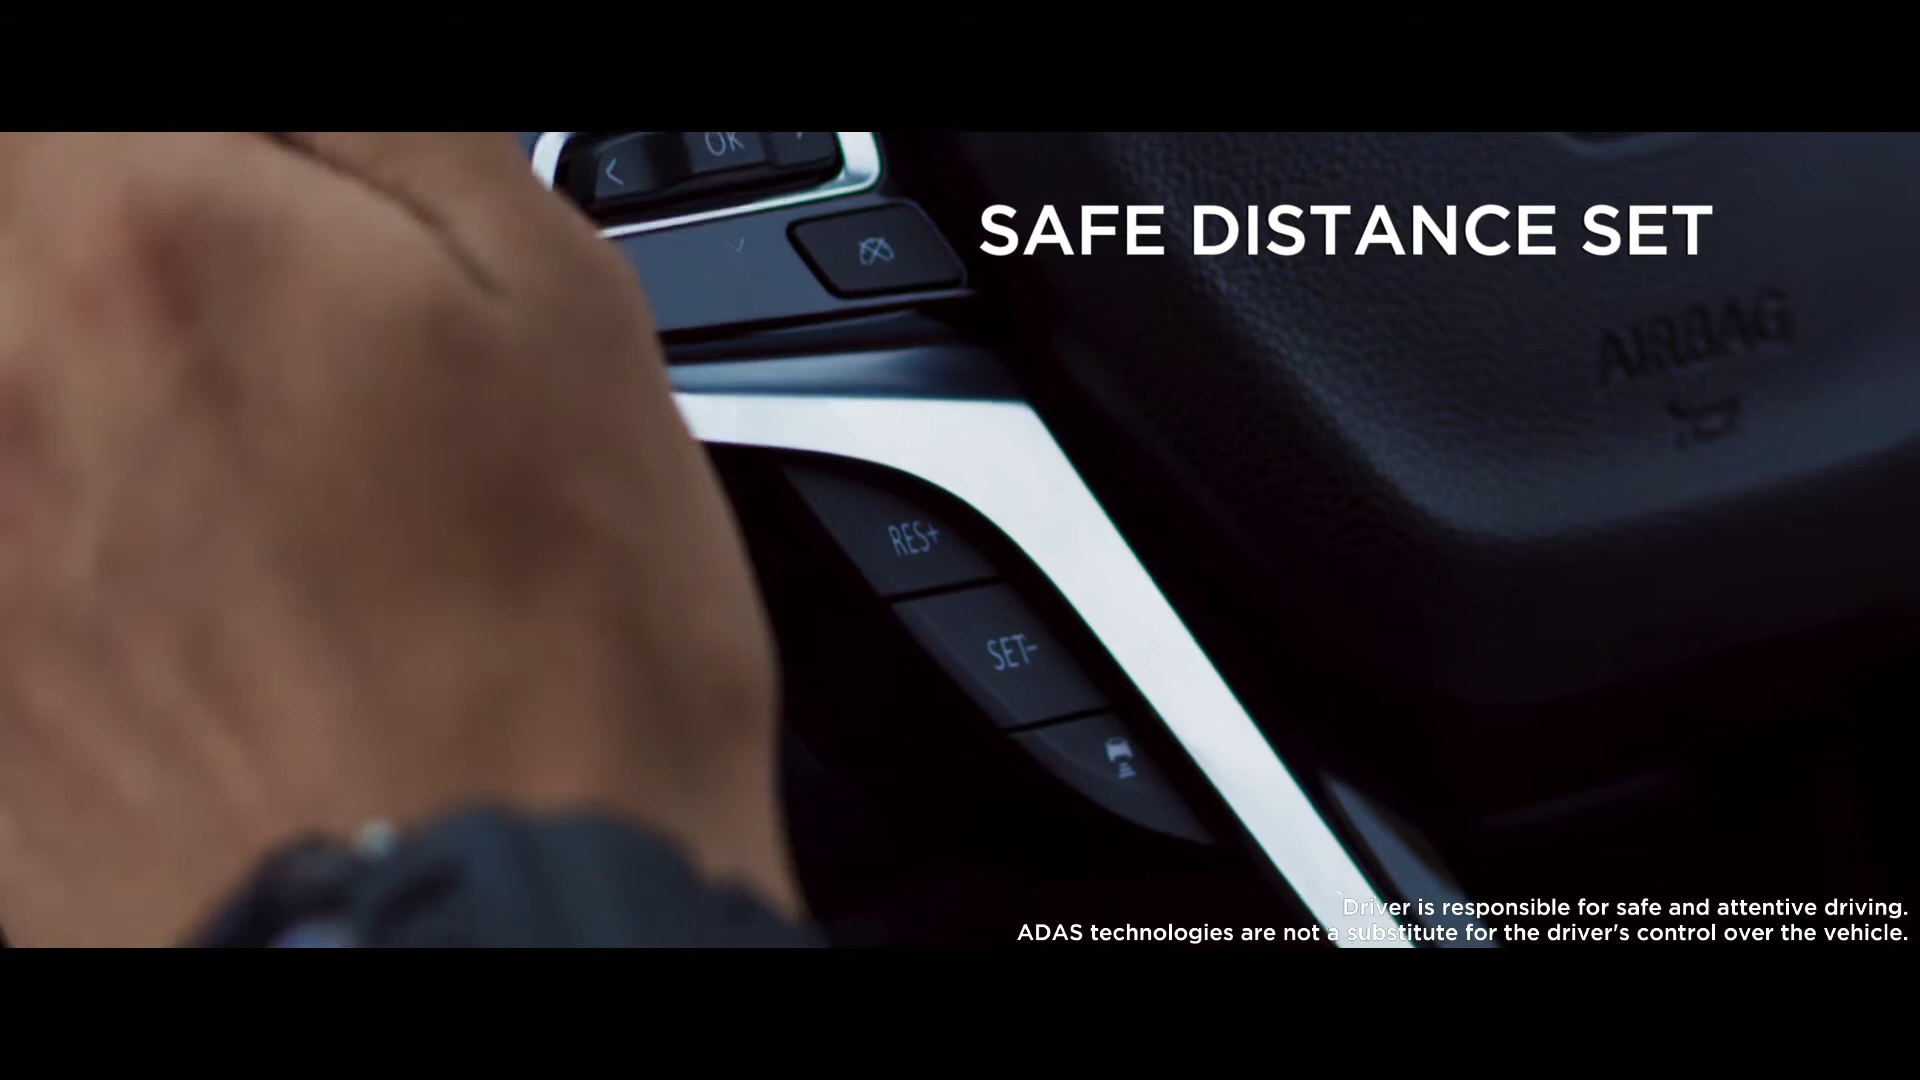 OK
SAFE DISTANCE SET
AIRBAG
RES+
SET-
Driver is responsible for safe and attentive driving.
ADAS technologies are not a substitute for the driver's control over the vehicle.